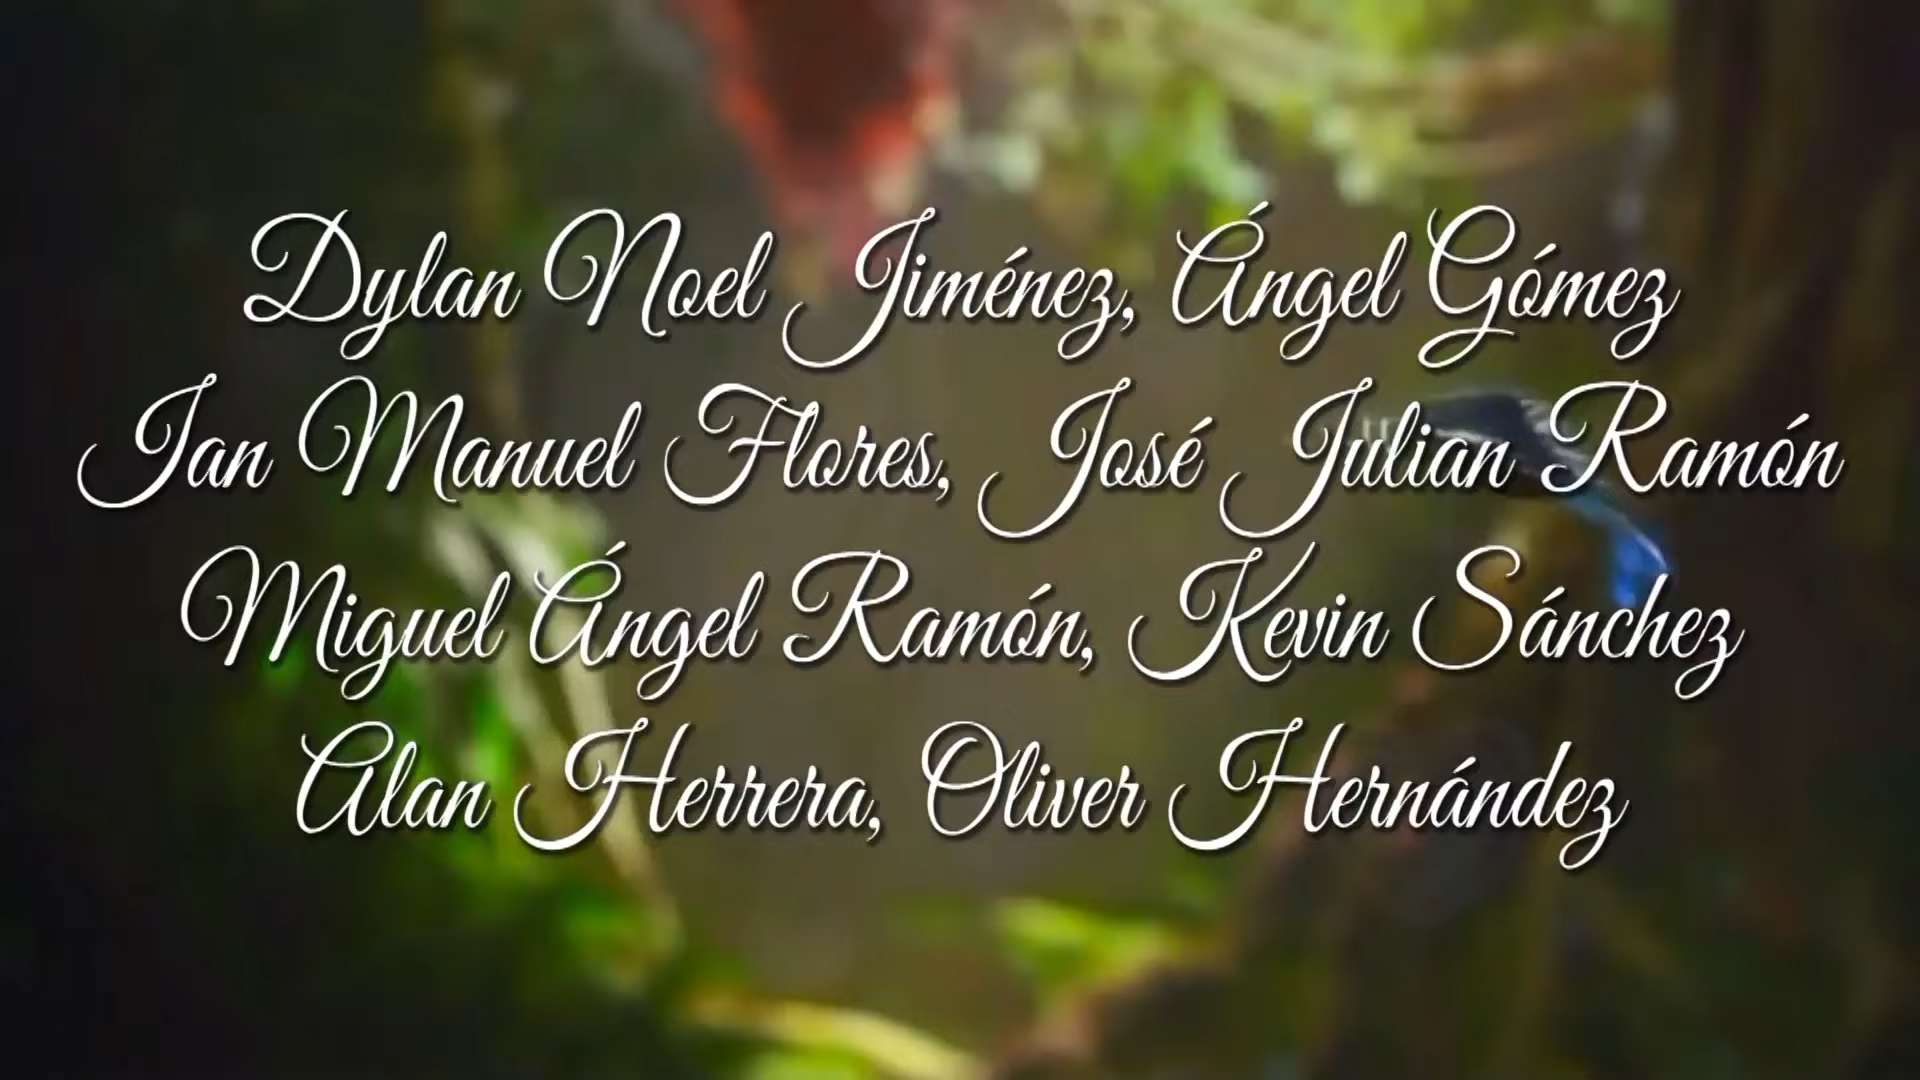 Dylan Noel Jiménez, Ángel Gómez
Ian Manuel Flores, José Julian Ramón
Miguel Ángel Ramón, Kevin Sánchez
Alan Herrera, Oliver Hernández